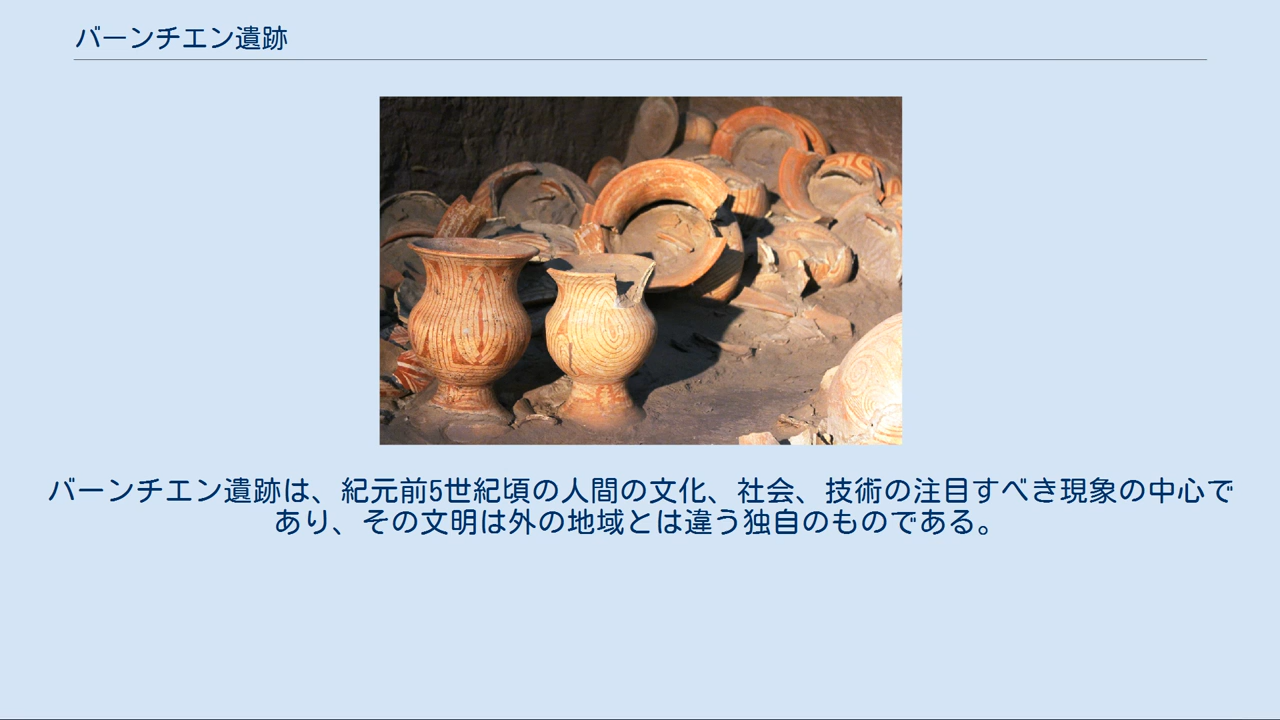 バーンチエン遺跡
バーンチエン遺跡は、紀元前5世紀頃の人間の文化、社会、技術の注目すべき現象の中心で
あり、その文明は外の地域とは違う独自のものである。